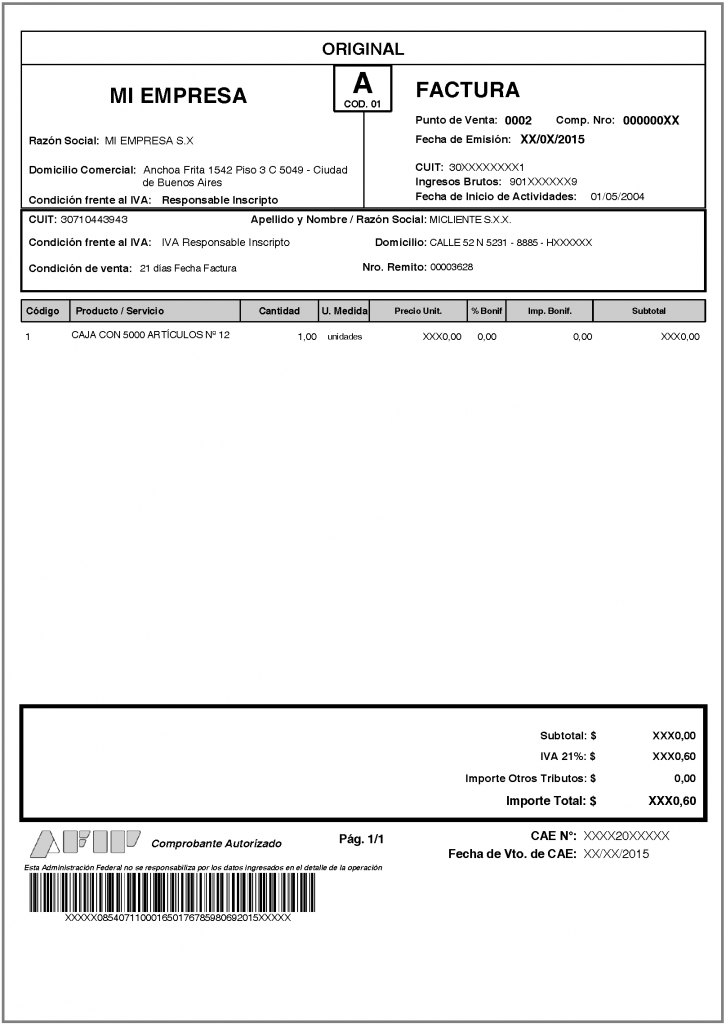 ORIGINAL
MI EMPRESA
A
COD. 01
FACTURA
Punto de Venta: 0002 Comp. Nro: 000000XX
Fecha de Emisión: XX/0X/2015
Razón Social: MI EMPRESA S.X
Domicilio Comercial: Anchoa Frita 1542 Piso 3 C 5049 - Ciudad
de Buenos Aires
Condición frente al IVA: Responsable Inscripto
CUIT: 30XXXXXXXX1
Ingresos Brutos: 901XXXXXX9
Fecha de Inicio de Actividades: 01/05/2004
CUIT: 30710443943 Apellido y Nombre / Razón Social: MICLIENTE S.X.X.
Condición frente al IVA: IVA Responsable Inscripto Domicilio: CALLE 52 N 5231 - 8885 - HXXXXXX
Condición de venta: 21 días Fecha Factura Nro. Remito: 00003628
Código Producto / Servicio Cantidad U. Medida Precio Unit. % Bonif Imp. Bonif. Subtotal
1 CAJA CON 5000 ARTÍCULOS Nº 12 1,00 unidades XXX0,00 0,00 0,00 XXX0,00
Subtotal: $ XXX0,00
IVA 21%: $ XXX0,60
Importe Otros Tributos: $ 0,00
Importe Total: $ XXX0,60
AFIP Comprobante Autorizado Pág. 1/1 CAE N°: XXXX20XXXXX
Fecha de Vto. de CAE: XX/XX/2015
Esta Administración Federal no se responsabiliza por los datos ingresados en el detalle de la operación
XXXXX085407110001650176785980692015XXXXX